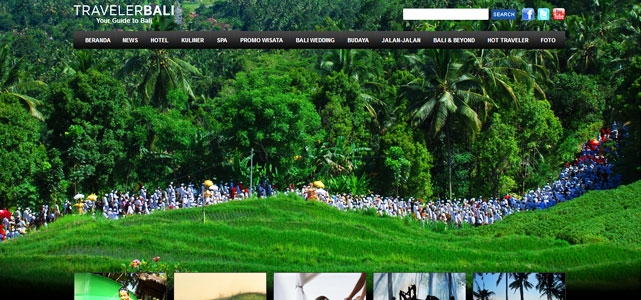 TRAVELERBALI
Your Guide to Bali
SEARCH
BERANDA NEWS HOTEL KULINER SPA PROMO WISATA BALI WEDDING BUDAYA JALAN-JALAN BALI & BEYOND HOT TRAVELER FOTO